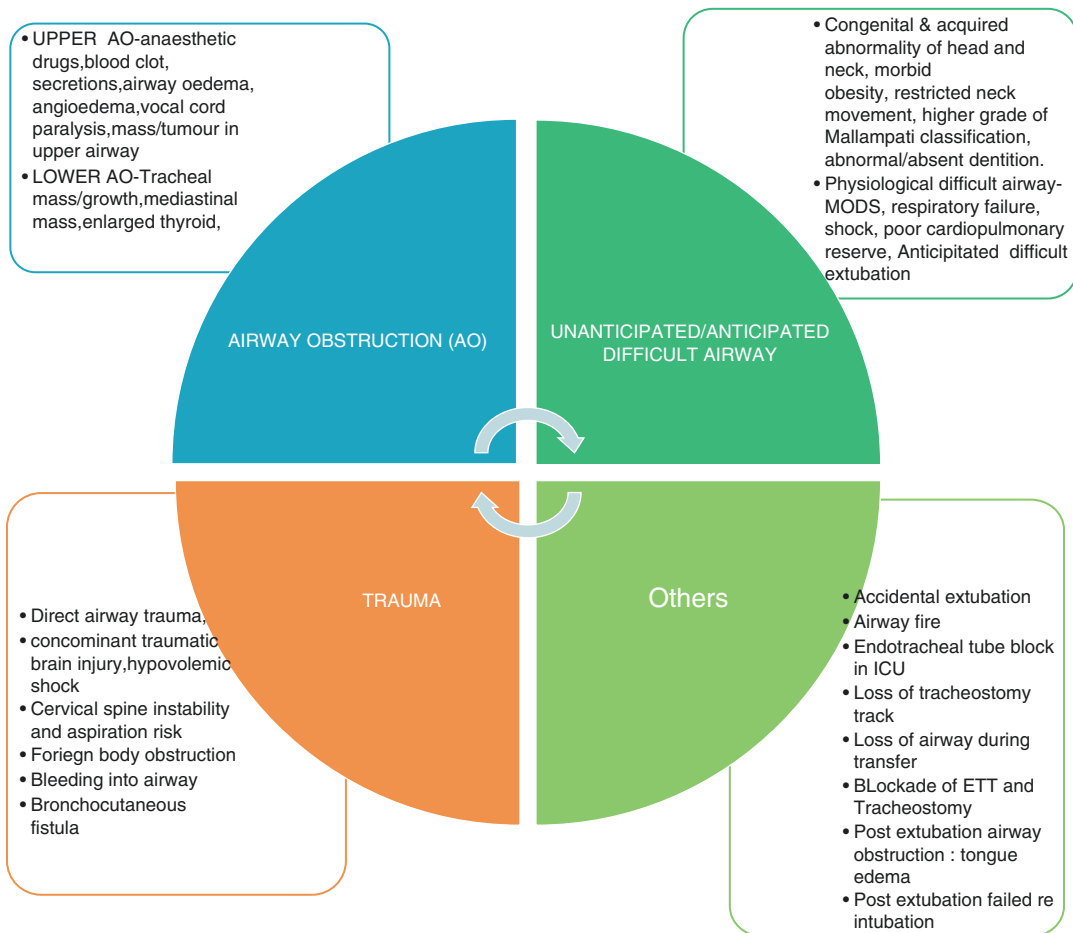 • UPPER AO-anaesthetic
drugs,blood clot,
secretions,airway oedema,
angioedema,vocal cord
paralysis,mass/tumour in
upper airway
• LOWER AO-Tracheal
mass/growth,mediastinal
mass,enlarged thyroid,
• Congenital & acquired
abnormality of head and
neck, morbid
obesity, restricted neck
movement, higher grade of
Mallampati classification,
abnormal/absent dentition.
• Physiological difficult airway-
MODS, respiratory failure,
shock, poor cardiopulmonary
reserve, Anticipitated difficult
extubation
AIRWAY OBSTRUCTION (AO)
UNANTICIPATED/ANTICIPATED
DIFFICULT AIRWAY
TRAUMA
Others
• Direct airway trauma,
• concominant traumatic
brain injury,hypovolemic
shock
• Cervical spine instability
and aspiration risk
• Foriegn body obstruction
• Bleeding into airway
• Bronchocutaneous
fistula
• Accidental extubation
• Airway fire
• Endotracheal tube block
in ICU
• Loss of tracheostomy
track
• Loss of airway during
transfer
• BLockade of ETT and
Tracheostomy
• Post extubation airway
obstruction : tongue
edema
• Post extubation failed re
intubation